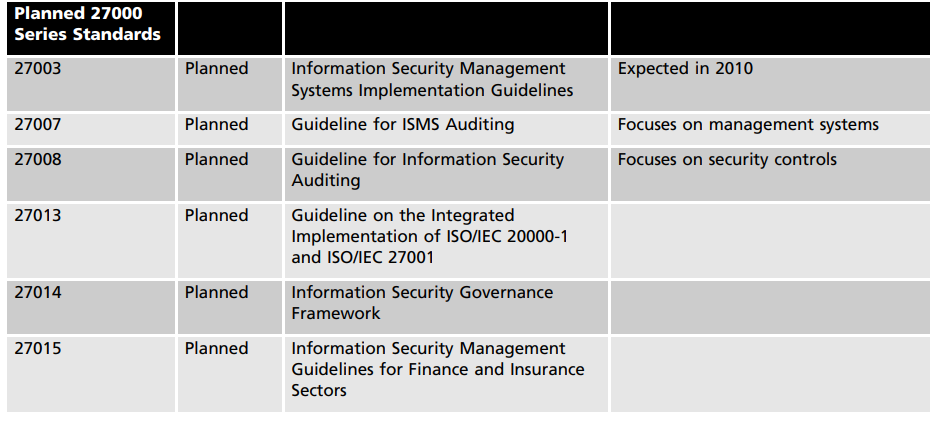 Planned 27000
Series Standards
27003 Planned Information Security Management Expected in 2010
Systems Implementation Guidelines
27007 Planned Guideline for ISMS Auditing Focuses on management systems
27008 Planned Guideline for Information Security Focuses on security controls
Auditing
27013 Planned Guideline on the Integrated
Implementation of ISO/IEC 20000-1
and ISO/IEC 27001
27014 Planned Information Security Governance
Framework
27015 Planned Information Security Management
Guidelines for Finance and Insurance
Sectors